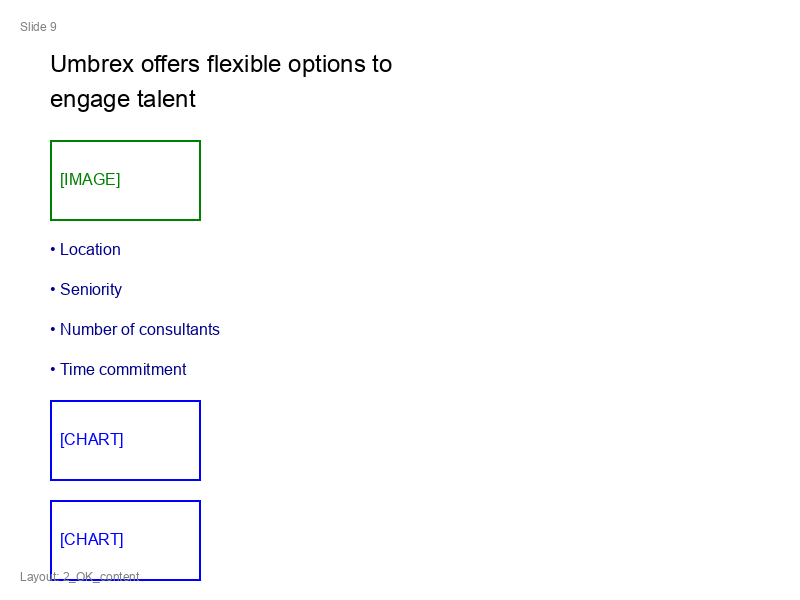 Slide 9
Umbrex offers flexible options to
engage talent
[IMAGE]
• Location
• Seniority
• Number of consultants
• Time commitment
[CHART]
[CHART]
Layout: 2_OK_content